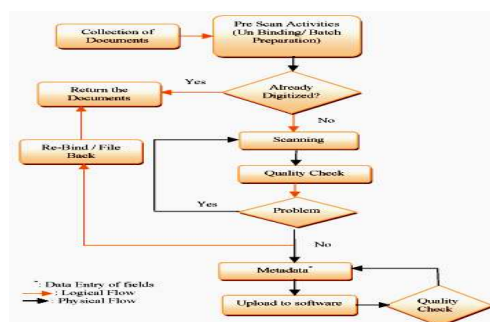 Collection of
Documents
Pre Scan Activities
(Un Binding/ Batch
Preparation)
Yes
Return the
Documents
Already
Digitized?
No
Re-Bind / File
Back
Scanning
Quality Check
Yes
Problem
No
Metadata*
*: Data Entry of fields
: Logical Flow
: Physical Flow
Upload to software
Quality
Check